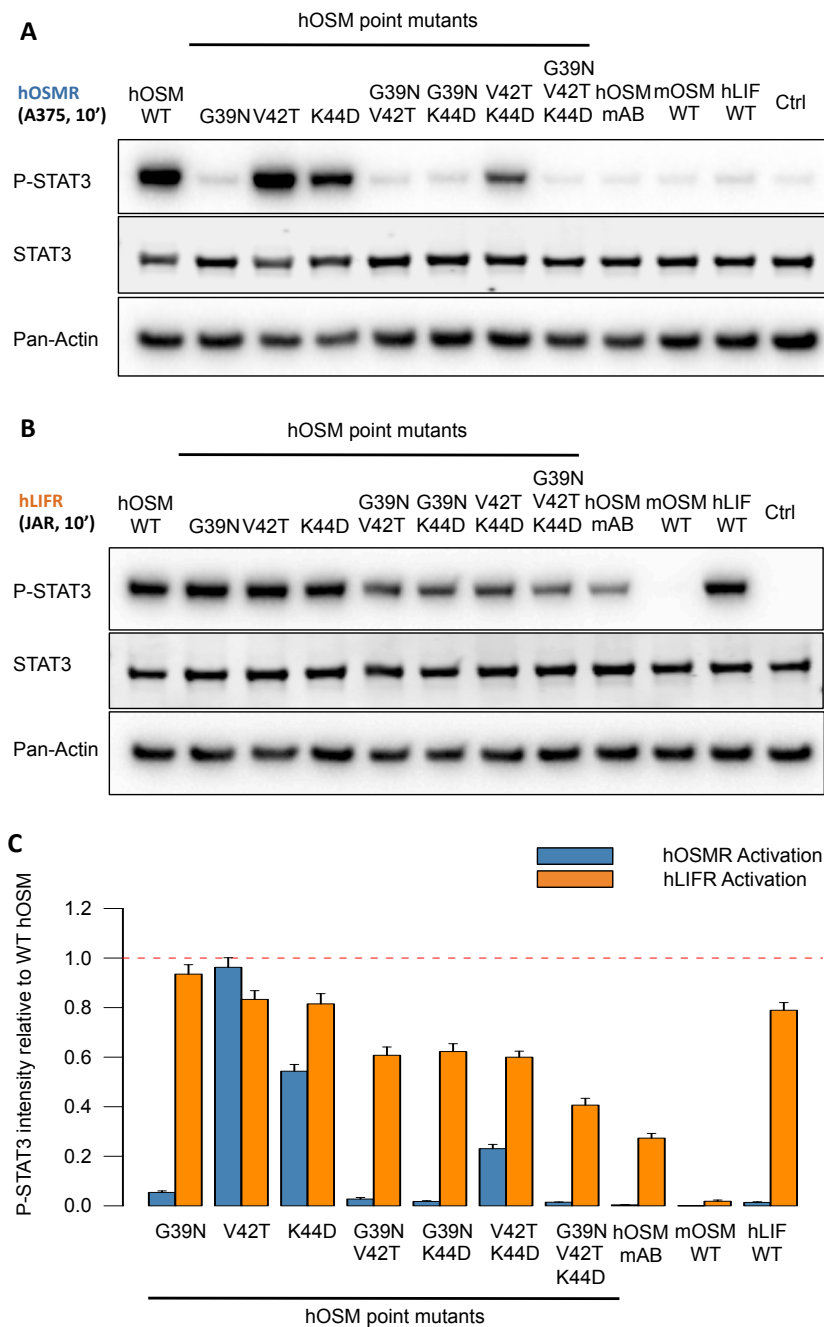 A
hOSM point mutants
hOSMR
(A375, 10’)
hOSM WT
G39N
V42T
K44D
G39N V42T
G39N K44D
V42T K44D
G39N V42T K44D
hOSM mAB
mOSM WT
hLIF WT
Ctrl
P-STAT3
STAT3
Pan-Actin
B
hOSM point mutants
hLIFR
(JAR, 10’)
hOSM WT
G39N
V42T
K44D
G39N V42T
G39N K44D
V42T K44D
G39N V42T K44D
hOSM mAB
mOSM WT
hLIF WT
Ctrl
P-STAT3
STAT3
Pan-Actin
C
hOSMR Activation
hLIFR Activation
P-STAT3 intensity relative to WT hOSM
1.2
1.0
0.8
0.6
0.4
0.2
0.0
G39N
V42T
K44D
G39N V42T
G39N K44D
V42T K44D
G39N V42T K44D
hOSM mAB
mOSM WT
hLIF WT
hOSM point mutants